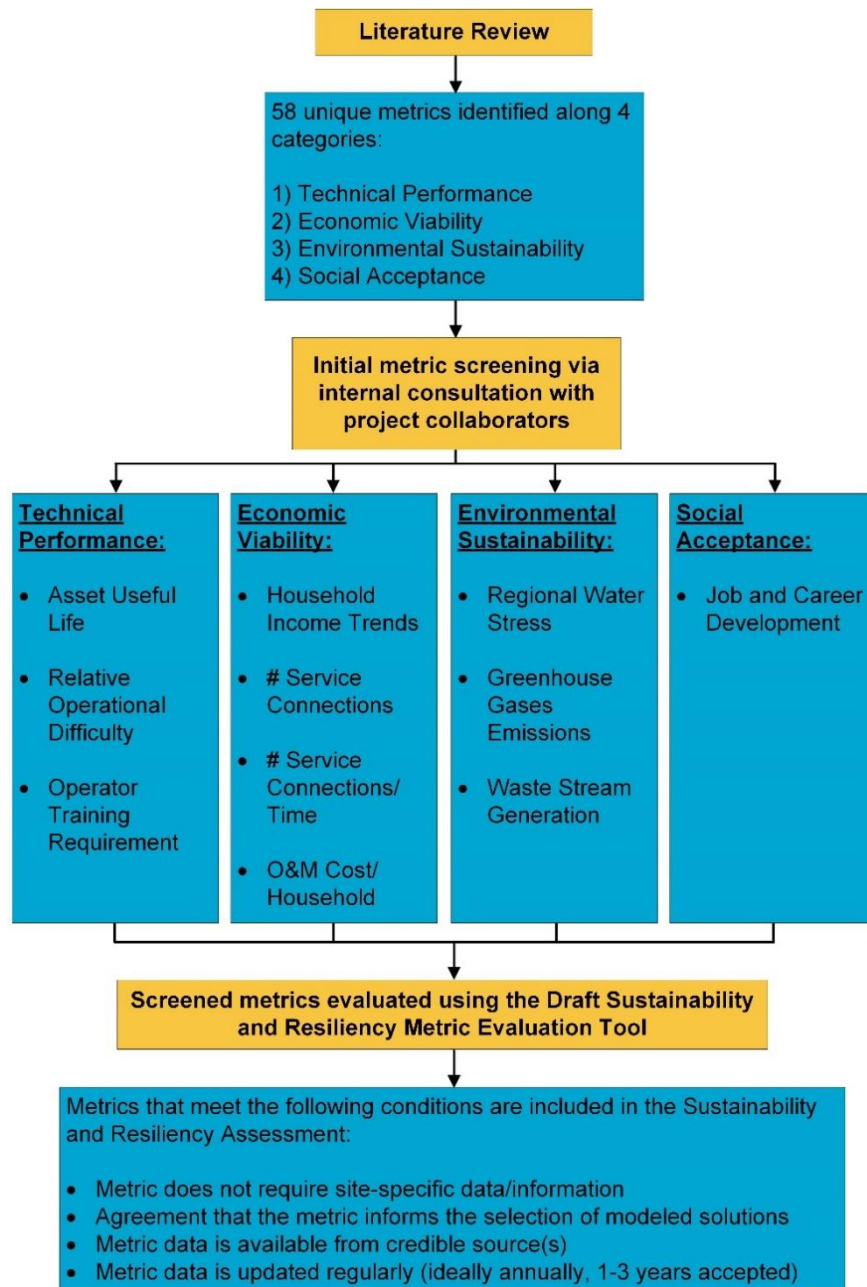 Literature Review
58 unique metrics identified along 4
categories:
1) Technical Performance
2) Economic Viability
3) Environmental Sustainability
4) Social Acceptance
Initial metric screening via
internal consultation with
project collaborators
Technical
Performance:
• Asset Useful
Life
• Relative
Operational
Difficulty
• Operator
Training
Requirement
Economic
Viability:
• Household
Income Trends
• # Service
Connections
• # Service
Connections/
Time
• O&M Cost/
Household
Environmental
Sustainability:
• Regional Water
Stress
• Greenhouse
Gases
Emissions
• Waste Stream
Generation
Social
Acceptance:
• Job and Career
Development
Screened metrics evaluated using the Draft Sustainability
and Resiliency Metric Evaluation Tool
Metrics that meet the following conditions are included in the Sustainability
and Resiliency Assessment:
• Metric does not require site-specific data/information
• Agreement that the metric informs the selection of modeled solutions
• Metric data is available from credible source(s)
• Metric data is updated regularly (ideally annually, 1-3 years accepted)